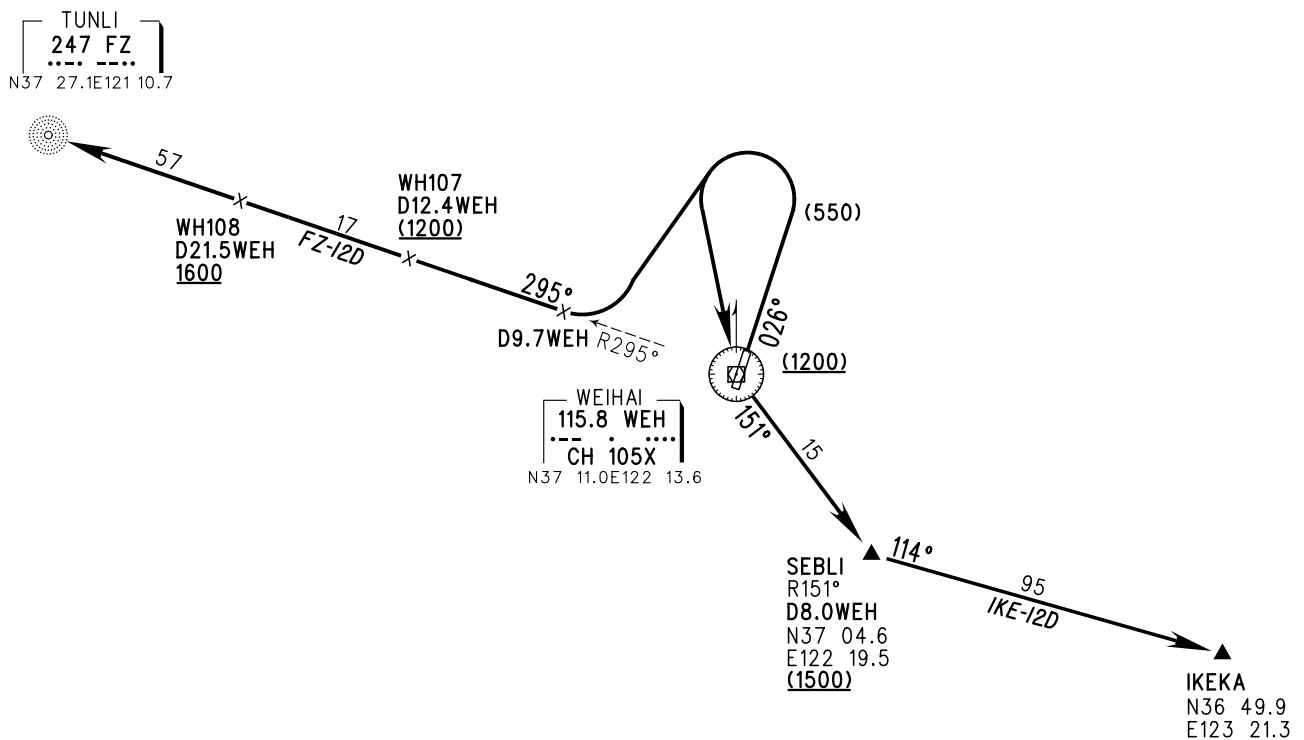 TUNLI
247 FZ
N37 27.1E121 10.7
57
WH108
D21.5WEH
1600
17
FZ-12D
WH107
D12.4WEH
(1200)
295°
D9.7WEH
R295°
(550)
026°
(1200)
WEIHAI
115.8 WEH
CH 105X
N37 11.0E122 13.6
151°
15
SEBLI
R151°
D8.0WEH
N37 04.6
E122 19.5
(1500)
114°
95
IKE-12D
IKEKA
N36 49.9
E123 21.3